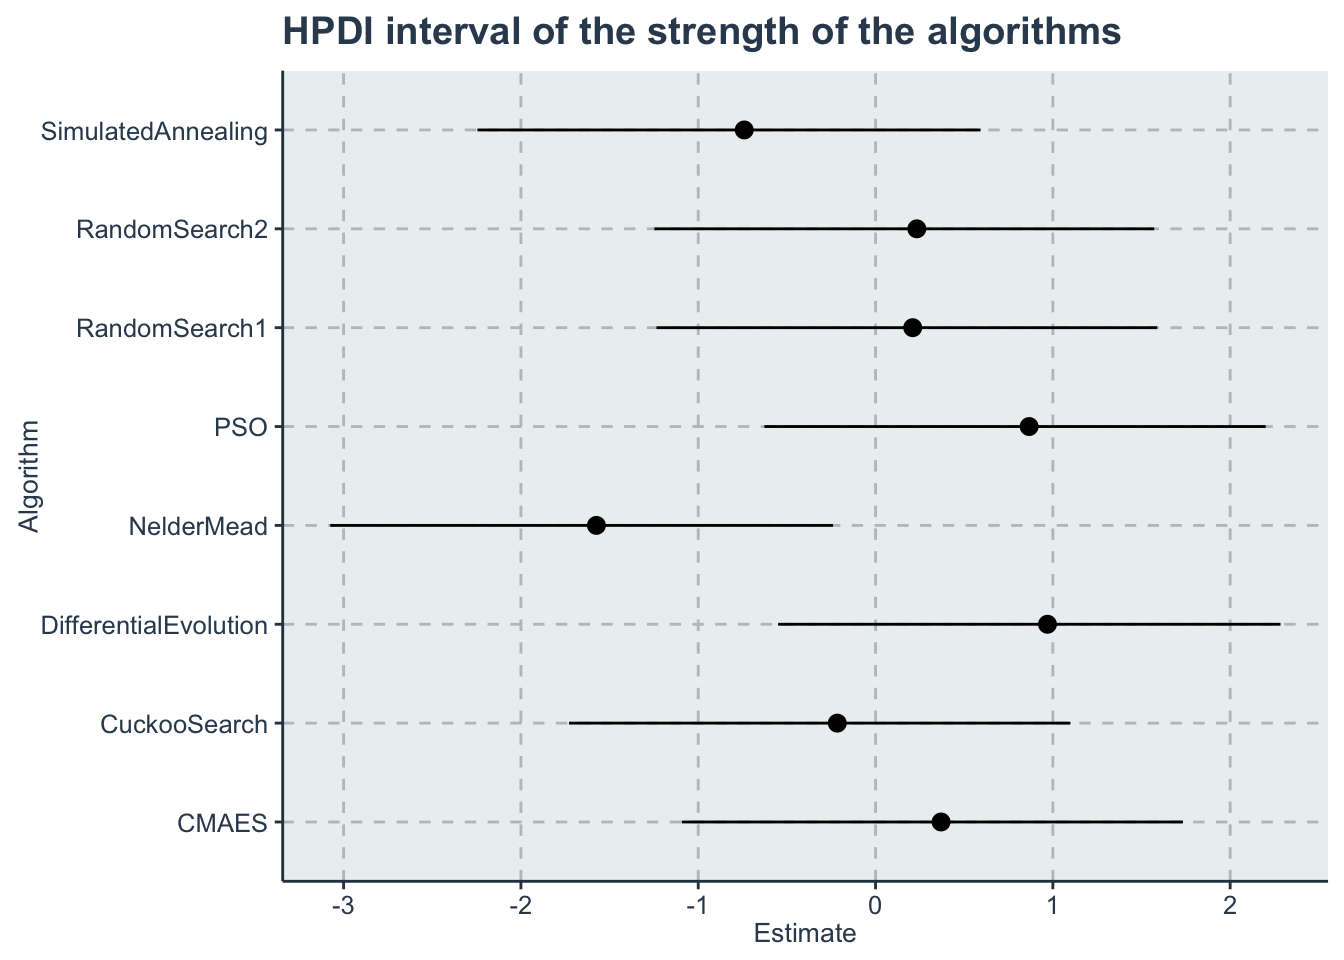 HPDI interval of the strength of the algorithms
SimulatedAnnealing
RandomSearch2
RandomSearch1
PSO
NelderMead
DifferentialEvolution
CuckooSearch
CMAES
Algorithm
-3 -2 -1 0 1 2
Estimate